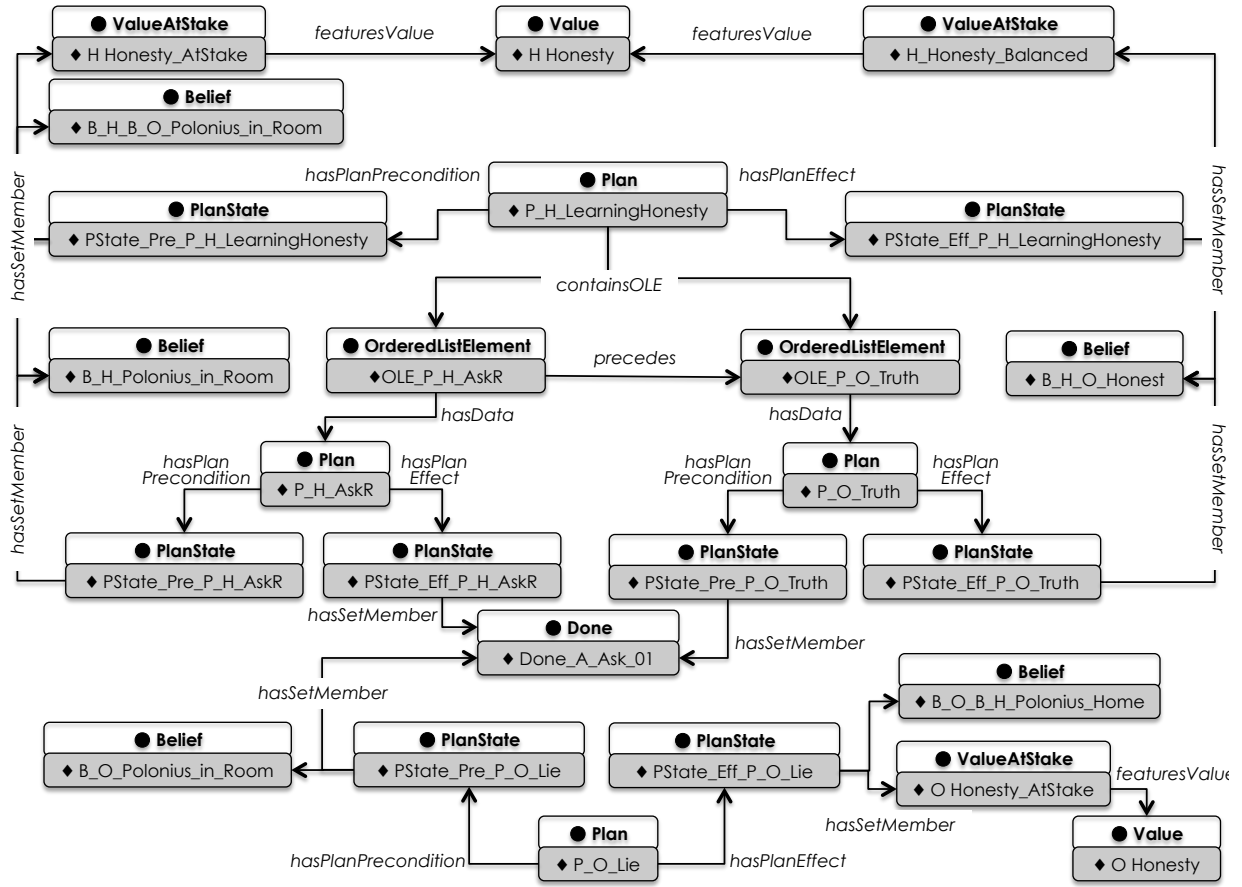 ● ValueAtStake
◆ H Honesty_AtStake
featuresValue
● Value
◆ H Honesty
featuresValue
● ValueAtStake
◆ H_Honesty_Balanced
● Belief
◆ B_H_B_O_Polonius_in_Room
hasSetMember
hasPlanPrecondition
● Plan
◆ P_H_LearningHonesty
hasPlanEffect
hasSetMember
● PlanState
◆ PState_Pre_P_H_LearningHonesty
● PlanState
◆ PState_Eff_P_H_LearningHonesty
containsOLE
● Belief
◆ B_H_Polonius_in_Room
● OrderedListElement
◆OLE_P_H_AskR
precedes
● OrderedListElement
◆OLE_P_O_Truth
● Belief
◆ B_H_O_Honest
hasData
hasData
hasSetMember
hasPlan
Precondition
● Plan
◆ P_H_AskR
hasPlan
Effect
hasPlan
Precondition
● Plan
◆ P_O_Truth
hasPlan
Effect
hasSetMember
● PlanState
◆ PState_Pre_P_H_AskR
● PlanState
◆ PState_Eff_P_H_AskR
● PlanState
◆ PState_Pre_P_O_Truth
● PlanState
◆ PState_Eff_P_O_Truth
hasSetMember
● Done
◆ Done_A_Ask_01
hasSetMember
hasSetMember
● Belief
◆ B_O_B_H_Polonius_Home
● Belief
◆ B_O_Polonius_in_Room
● PlanState
◆ PState_Pre_P_O_Lie
● PlanState
◆ PState_Eff_P_O_Lie
● ValueAtStake
◆ O Honesty_AtStake
featuresValue
hasSetMember
hasPlanPrecondition
● Plan
◆ P_O_Lie
hasPlanEffect
● Value
◆ O Honesty